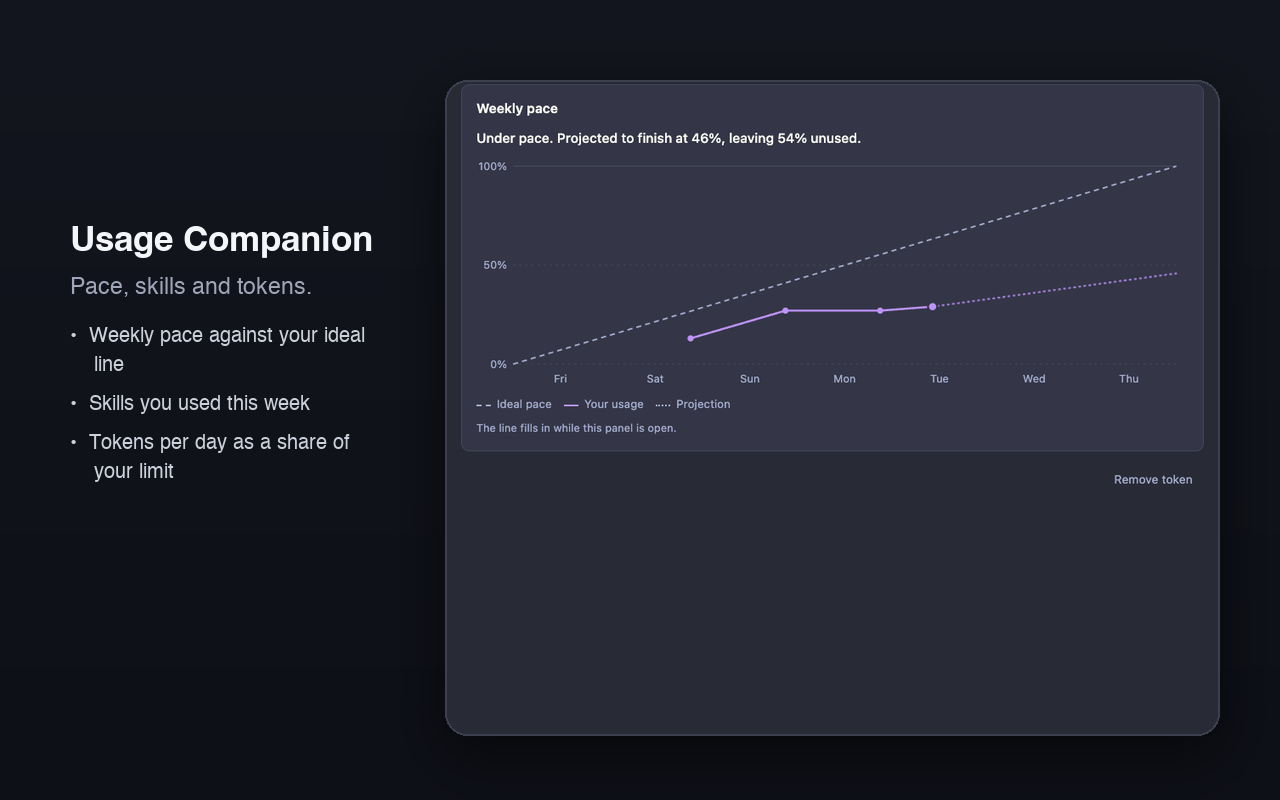 Usage Companion
Pace, skills and tokens.
• Weekly pace against your ideal
line
• Skills you used this week
• Tokens per day as a share of
your limit
Weekly pace
Under pace. Projected to finish at 46%, leaving 54% unused.
100%
50%
0%
Fri Sat Sun Mon Tue Wed Thu
Ideal pace Your usage Projection
The line fills in while this panel is open.
Remove token